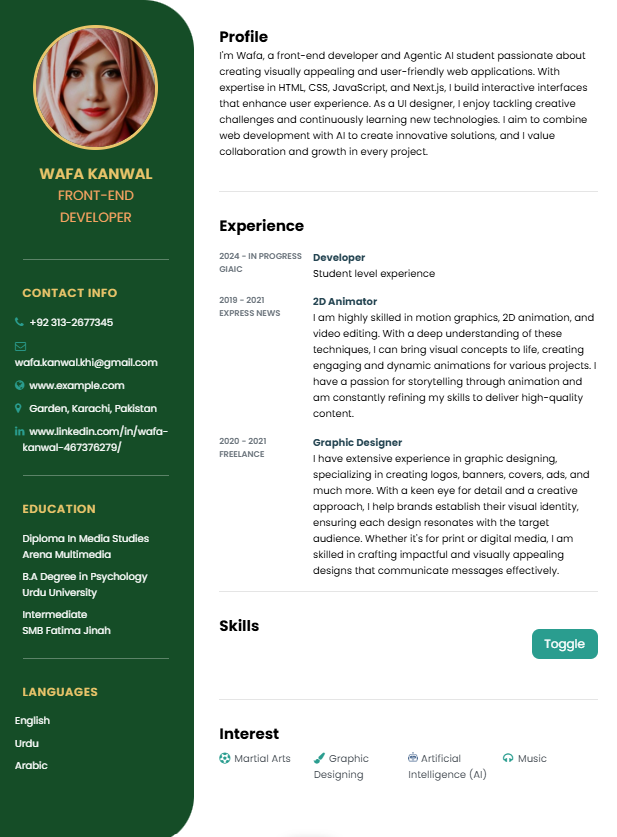 WAFA KANWAL
FRONT-END
DEVELOPER
CONTACT INFO
+92 313-2677345
wafa.kanwal.khi@gmail.com
www.example.com
Garden, Karachi, Pakistan
www.linkedin.com/in/wafa-
kanwal-467376279/
EDUCATION
Diploma In Media Studies
Arena Multimedia
B.A Degree in Psychology
Urdu University
Intermediate
SMB Fatima Jinah
LANGUAGES
English
Urdu
Arabic
Profile
I'm Wafa, a front-end developer and Agentic AI student passionate about
creating visually appealing and user-friendly web applications. With
expertise in HTML, CSS, JavaScript, and Next.js, I build interactive interfaces
that enhance user experience. As a UI designer, I enjoy tackling creative
challenges and continuously learning new technologies. I aim to combine
web development with AI to create innovative solutions, and I value
collaboration and growth in every project.
Experience
2024 - IN PROGRESS
GIAIC
Developer
Student level experience
2019 - 2021
EXPRESS NEWS
2D Animator
I am highly skilled in motion graphics, 2D animation, and
video editing. With a deep understanding of these
techniques, I can bring visual concepts to life, creating
engaging and dynamic animations for various projects. I
have a passion for storytelling through animation and
am constantly refining my skills to deliver high-quality
content.
2020 - 2021
FREELANCE
Graphic Designer
I have extensive experience in graphic designing,
specializing in creating logos, banners, covers, ads, and
much more. With a keen eye for detail and a creative
approach, I help brands establish their visual identity,
ensuring each design resonates with the target
audience. Whether it's for print or digital media, I am
skilled in crafting impactful and visually appealing
designs that communicate messages effectively.
Skills
Toggle
Interest
Martial Arts
Graphic
Designing
Artificial
Intelligence (AI)
Music